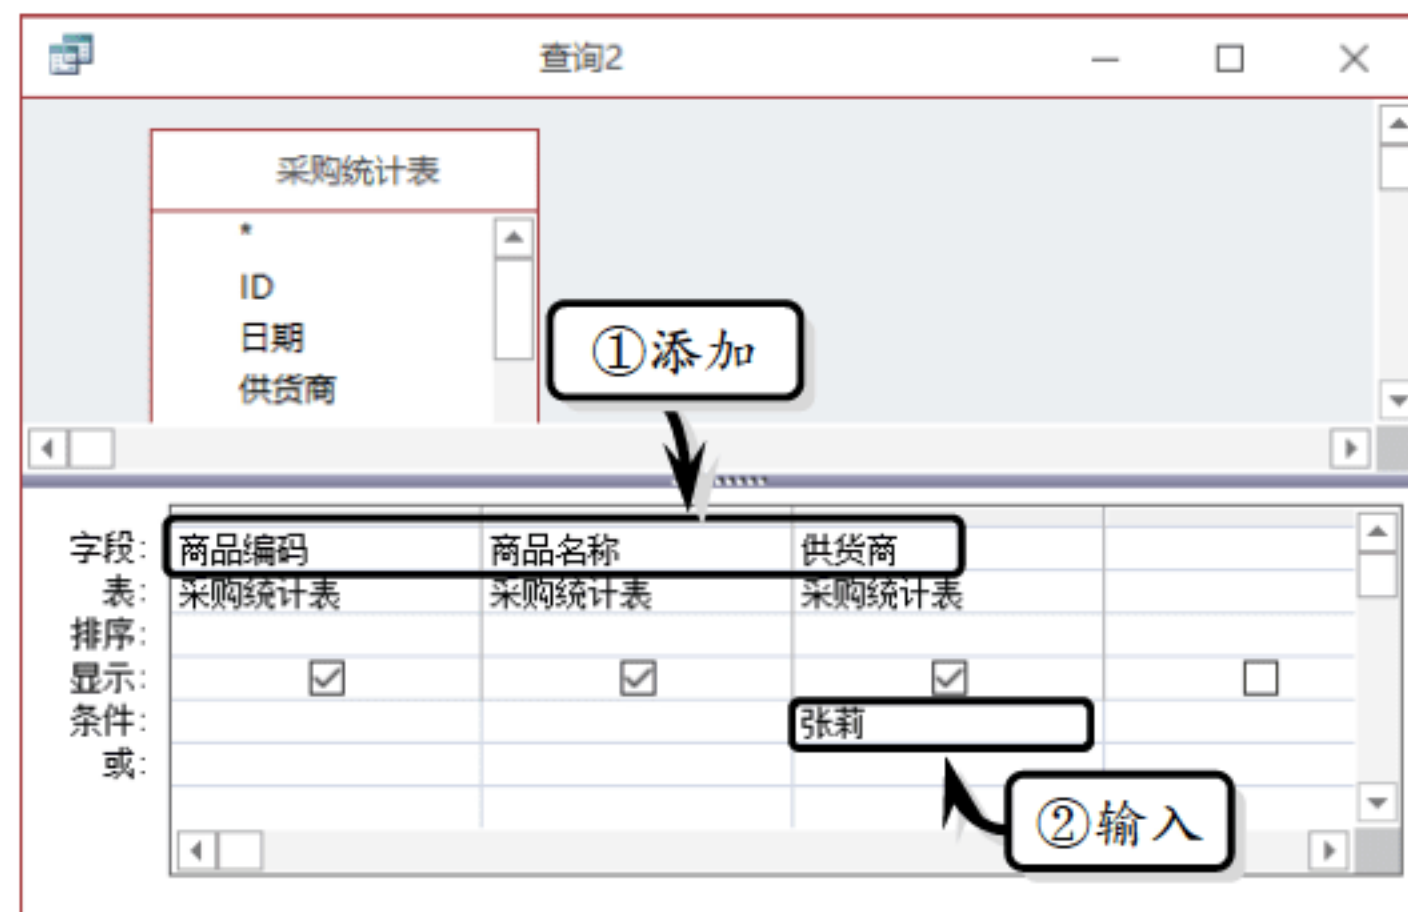 查询2
采购统计表
*
ID
日期
供货商
①添加
字段: 商品编码 商品名称 供货商
表: 采购统计表 采购统计表 采购统计表
排序:
显示:
条件: 张莉
或:
②输入